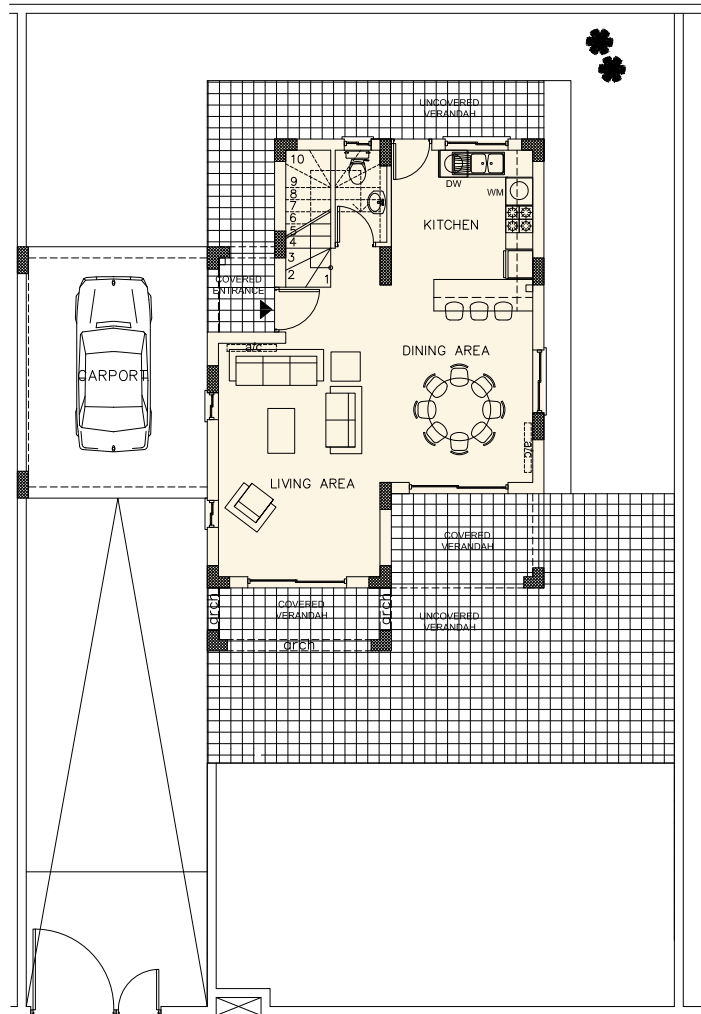 UNCOVERED
VERANDAH
10
9
8
7
6
5
4
3
2
1
DW
WM
KITCHEN
COVERED
ENTRANCE
a/c
DINING AREA
CARPORT
a/c
LIVING AREA
COVERED
VERANDAH
arch
COVERED
VERANDAH
arch
UNCOVERED
VERANDAH
arch